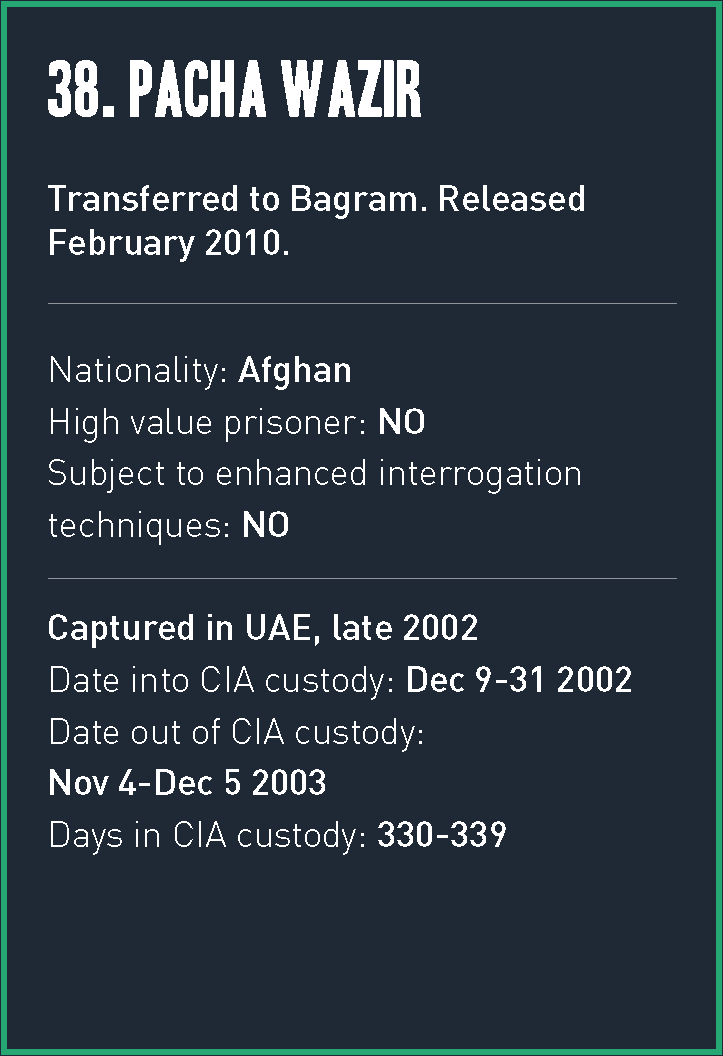 38. PACHA WAZIR
Transferred to Bagram. Released
February 2010.
Nationality: Afghan
High value prisoner: NO
Subject to enhanced interrogation
techniques: NO
Captured in UAE, late 2002
Date into CIA custody: Dec 9-31 2002
Date out of CIA custody:
Nov 4-Dec 5 2003
Days in CIA custody: 330-339